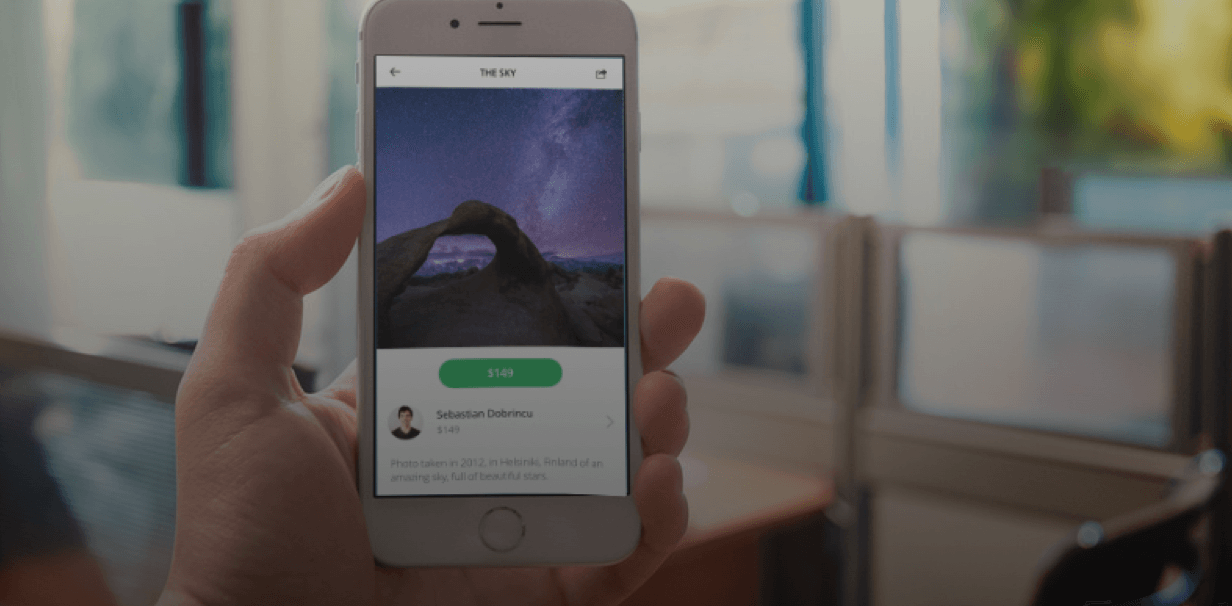 THE SKY
$149
Sebastian Dobrincu
$149
Photo taken in 2012, in Helsinki, Finland of an
amazing sky, full of beautiful stars.